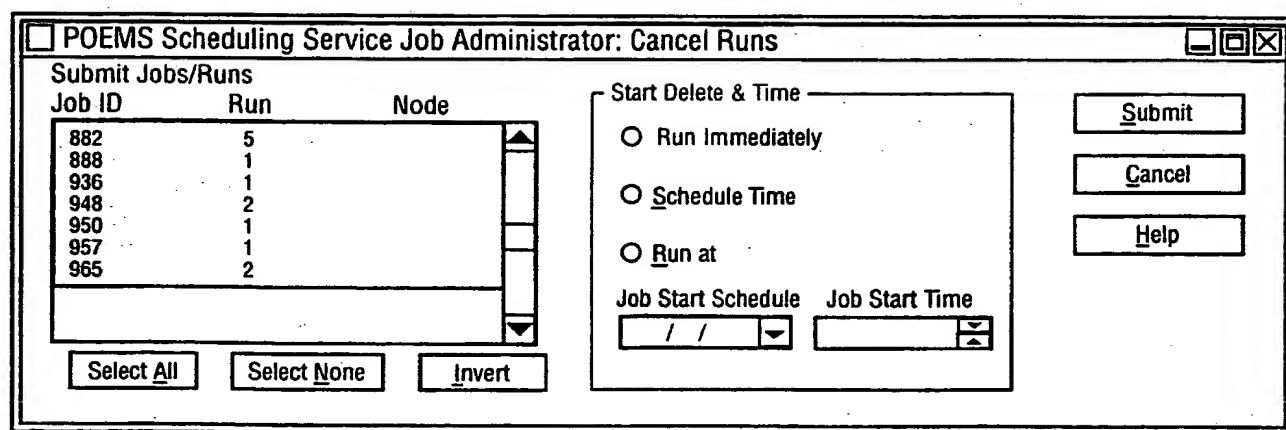 POEMS Scheduling Service Job Administrator: Cancel Runs
Submit Jobs/Runs
Job ID Run Node
882 5
888 1
936 1
948 2
950 1
957 1
965 2
Select All Select None Invert
Start Delete & Time
Run Immediately
Schedule Time
Run at
Job Start Schedule Job Start Time
/ /
Submit
Cancel
Help